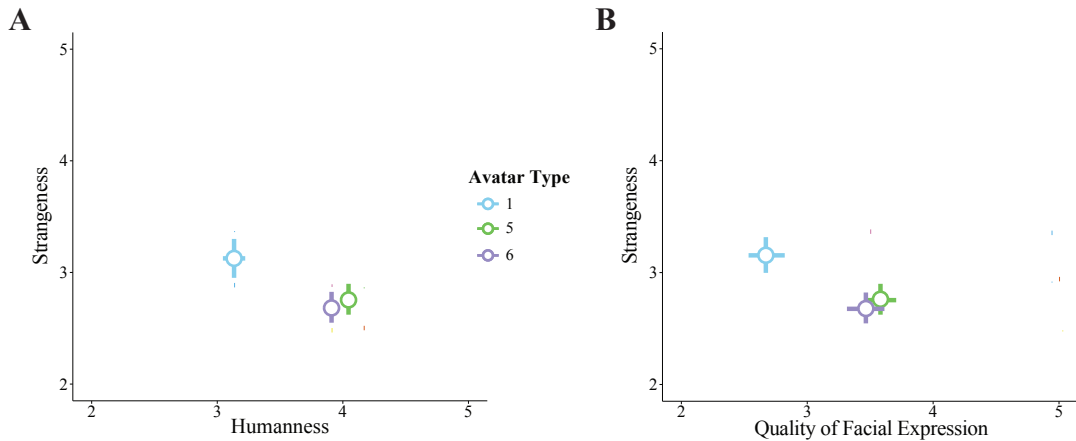 A
5
4
3
2
Strangeness
2 3 4 5
Humanness
Avatar Type
1
5
6
B
5
4
3
2
Strangeness
2 3 4 5
Quality of Facial Expression